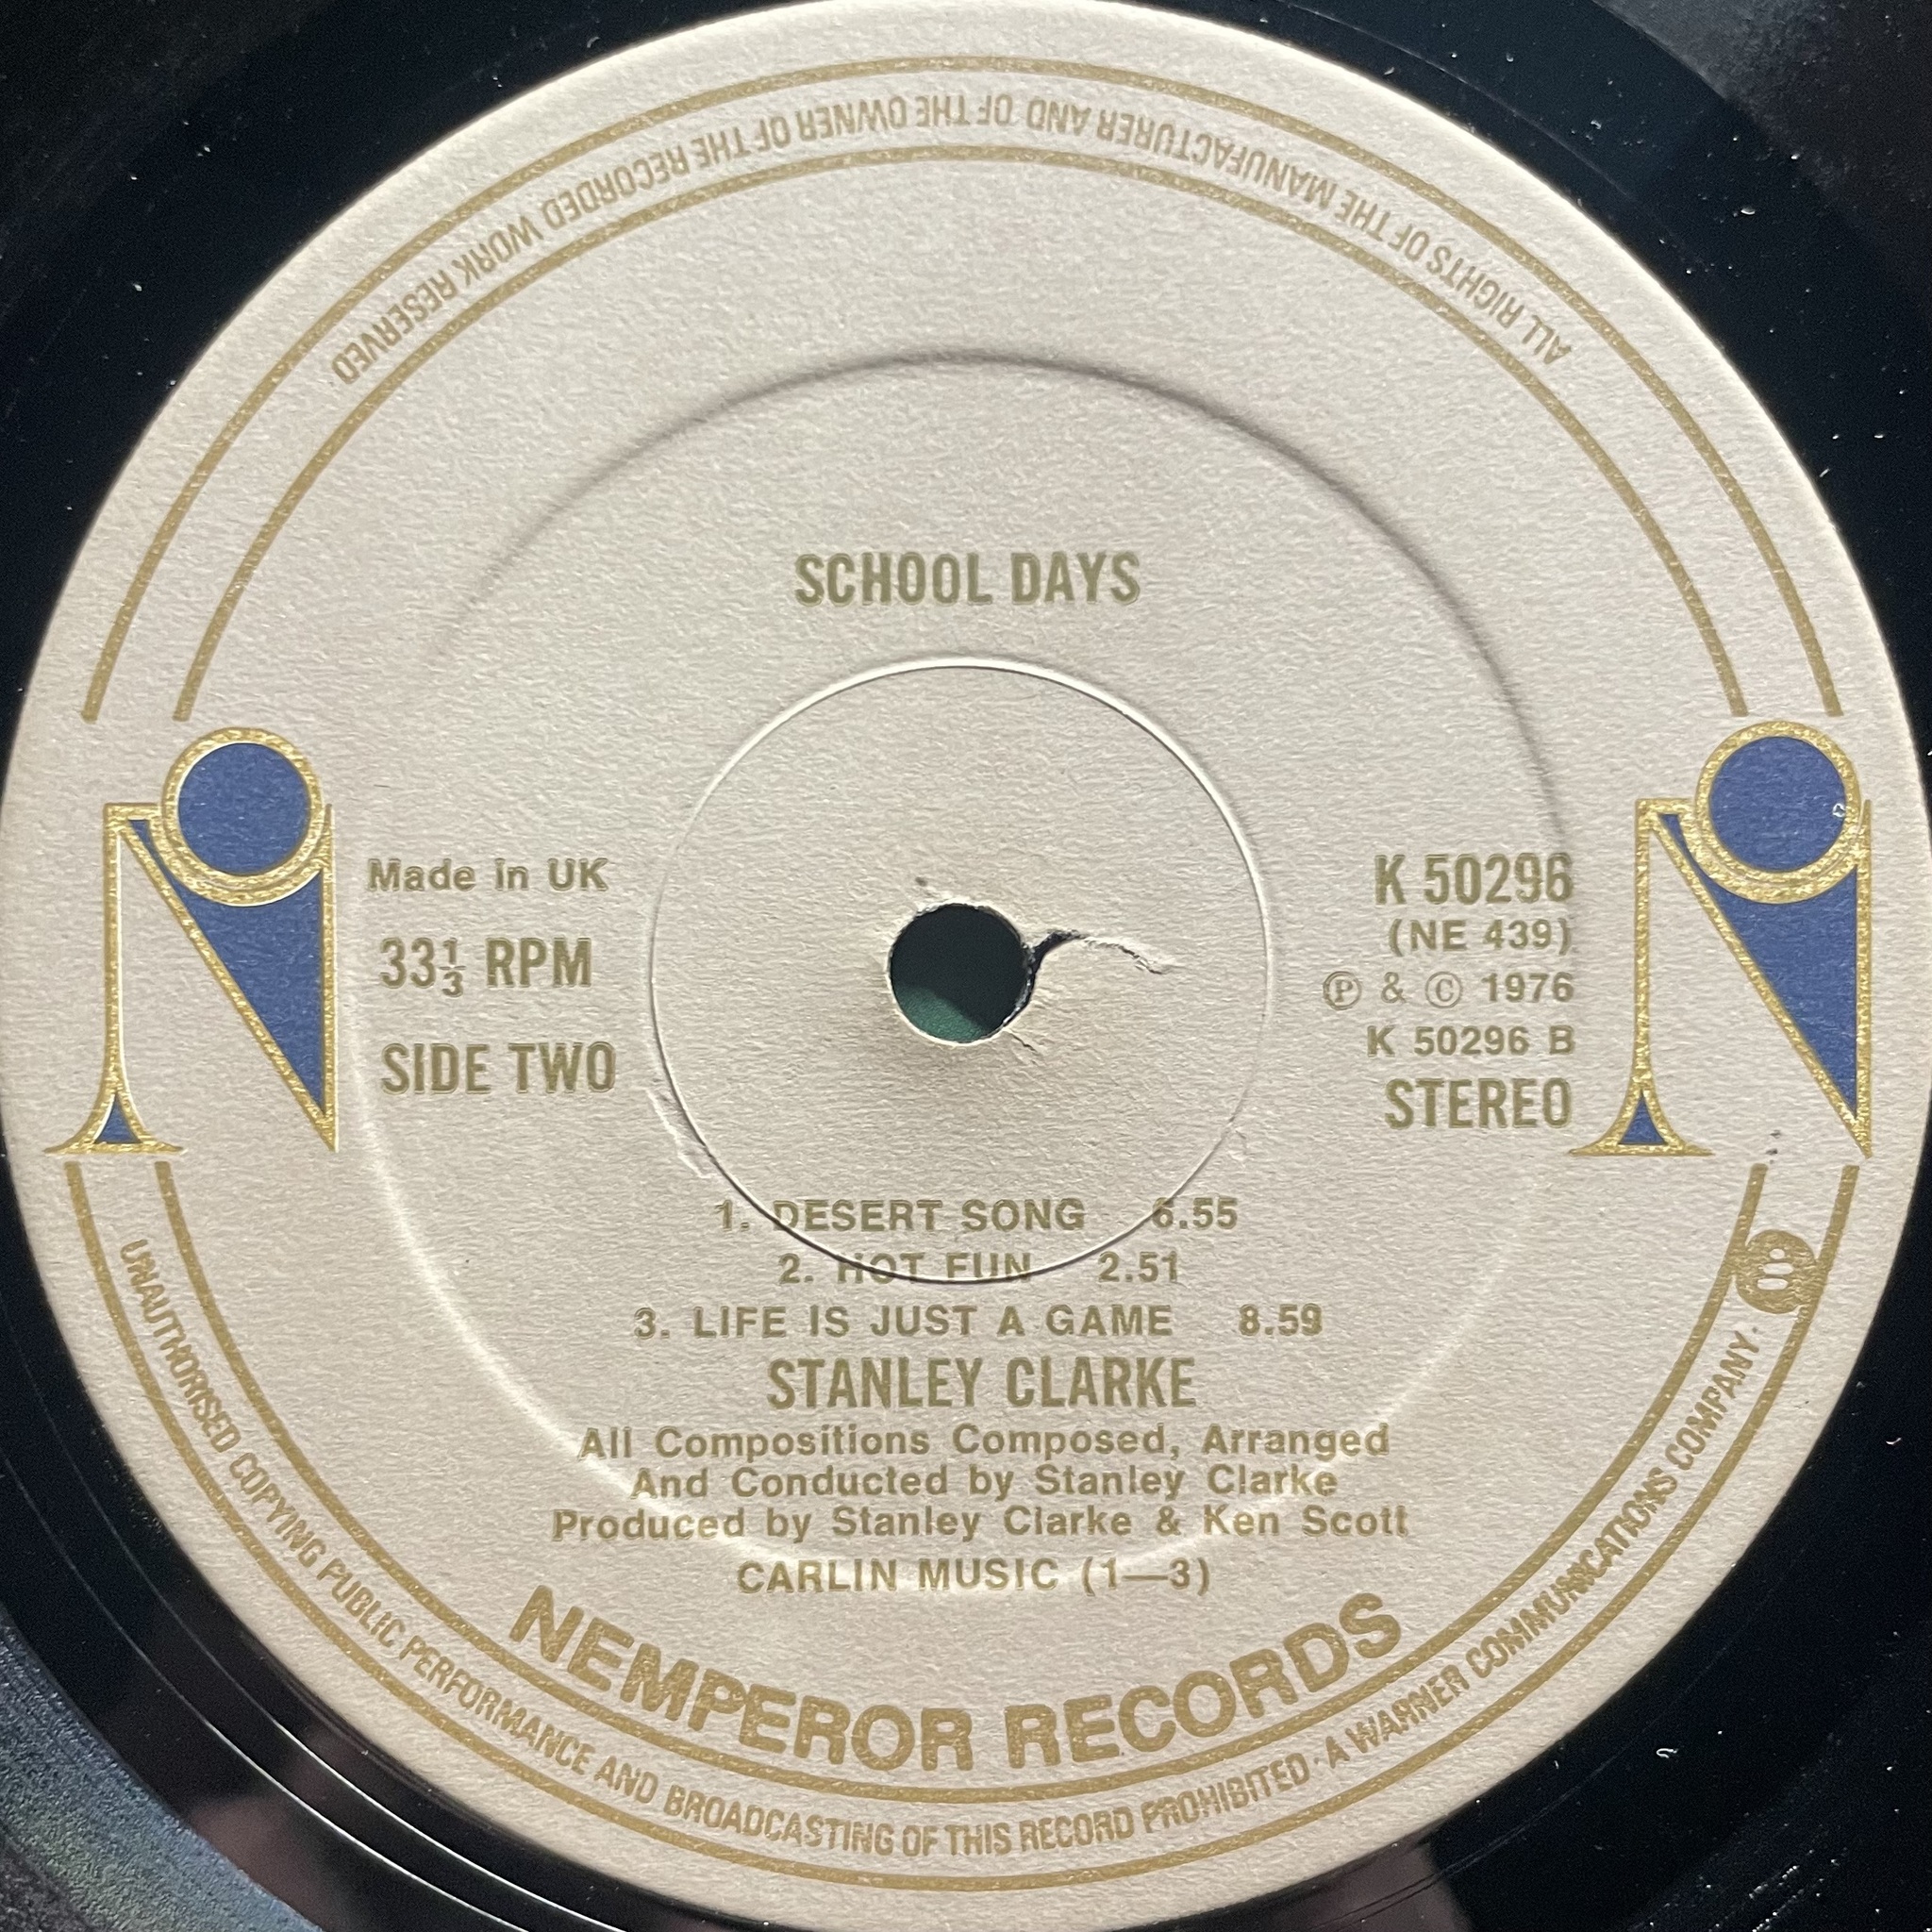 ALL RIGHTS OF THE MANUFACTURER AND OF THE OWNER OF THE RECORDED WORK RESERVED
SCHOOL DAYS
Made in UK
33⅓ RPM
SIDE TWO
K 50296
(NE 439)
Ⓟ & © 1976
K 50296 B
STEREO
1. DESERT SONG 6.55
2. HOT FUN 2.51
3. LIFE IS JUST A GAME 8.59
STANLEY CLARKE
All Compositions Composed, Arranged
And Conducted by Stanley Clarke
Produced by Stanley Clarke & Ken Scott
CARLIN MUSIC (1—3)
NEMPEROR RECORDS
UNAUTHORISED COPYING PUBLIC PERFORMANCE AND BROADCASTING OF THIS RECORD PROHIBITED · A WARNER COMMUNICATIONS COMPANY.